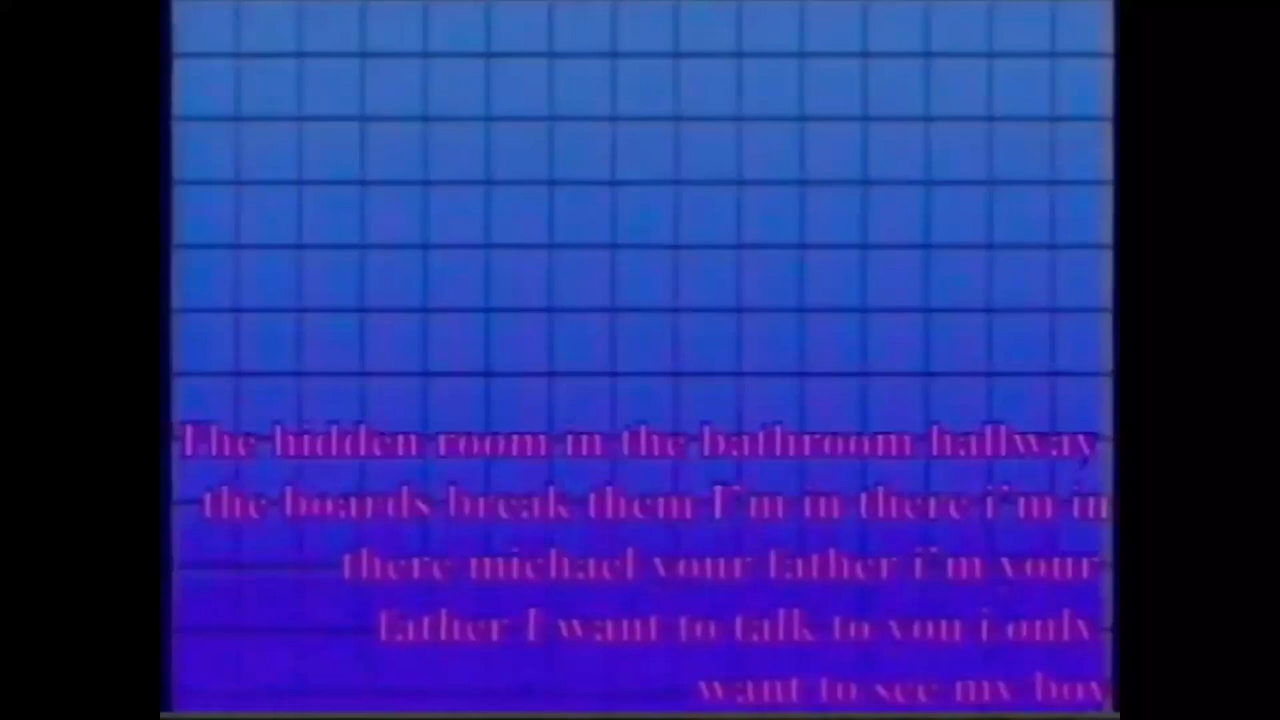 The hidden room in the bathroom hallway
the boards break them I'm in there i'm in
there michael your father i'm your
father I want to talk to you i only
want to see my boy